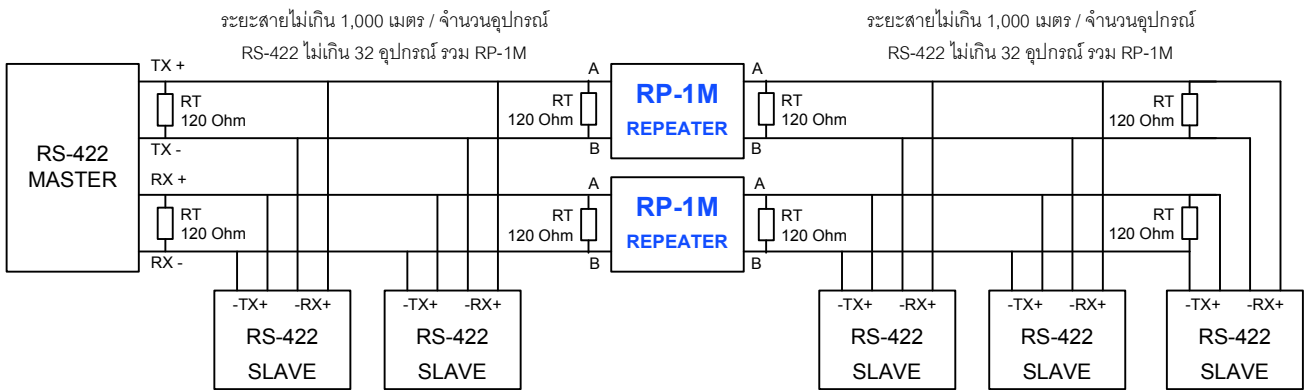 ระยะสายไม่เกิน 1,000 เมตร / จำนวนอุปกรณ์
RS-422 ไม่เกิน 32 อุปกรณ์ รวม RP-1M
ระยะสายไม่เกิน 1,000 เมตร / จำนวนอุปกรณ์
RS-422 ไม่เกิน 32 อุปกรณ์ รวม RP-1M
RS-422
MASTER
TX +
TX -
RX +
RX -
RT
120 Ohm
RT
120 Ohm
RT
120 Ohm
RT
120 Ohm
A
B
RP-1M
REPEATER
A
B
A
B
RP-1M
REPEATER
A
B
RT
120 Ohm
RT
120 Ohm
RT
120 Ohm
RT
120 Ohm
-TX+ -RX+
RS-422
SLAVE
-TX+ -RX+
RS-422
SLAVE
-TX+ -RX+
RS-422
SLAVE
-TX+ -RX+
RS-422
SLAVE
-TX+ -RX+
RS-422
SLAVE